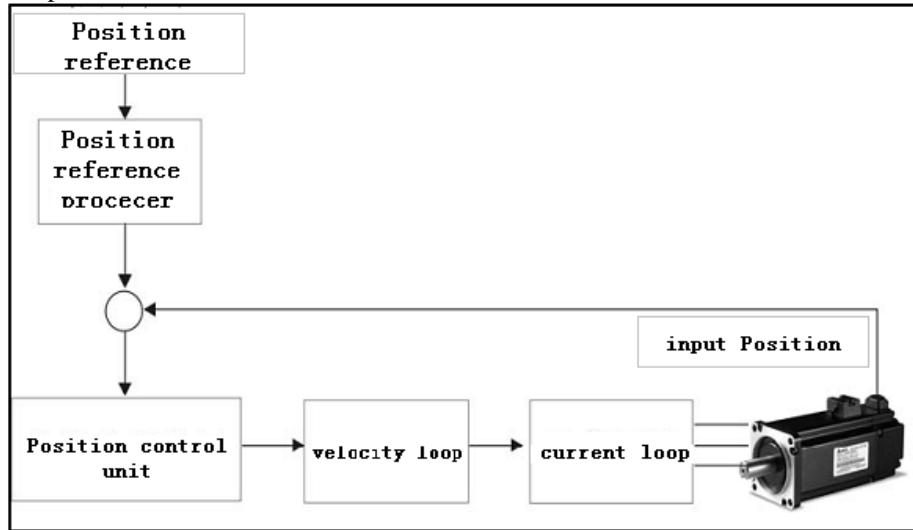 Position
reference
Position
reference
procecer
input Position
Position control
unit
velocity loop
current loop